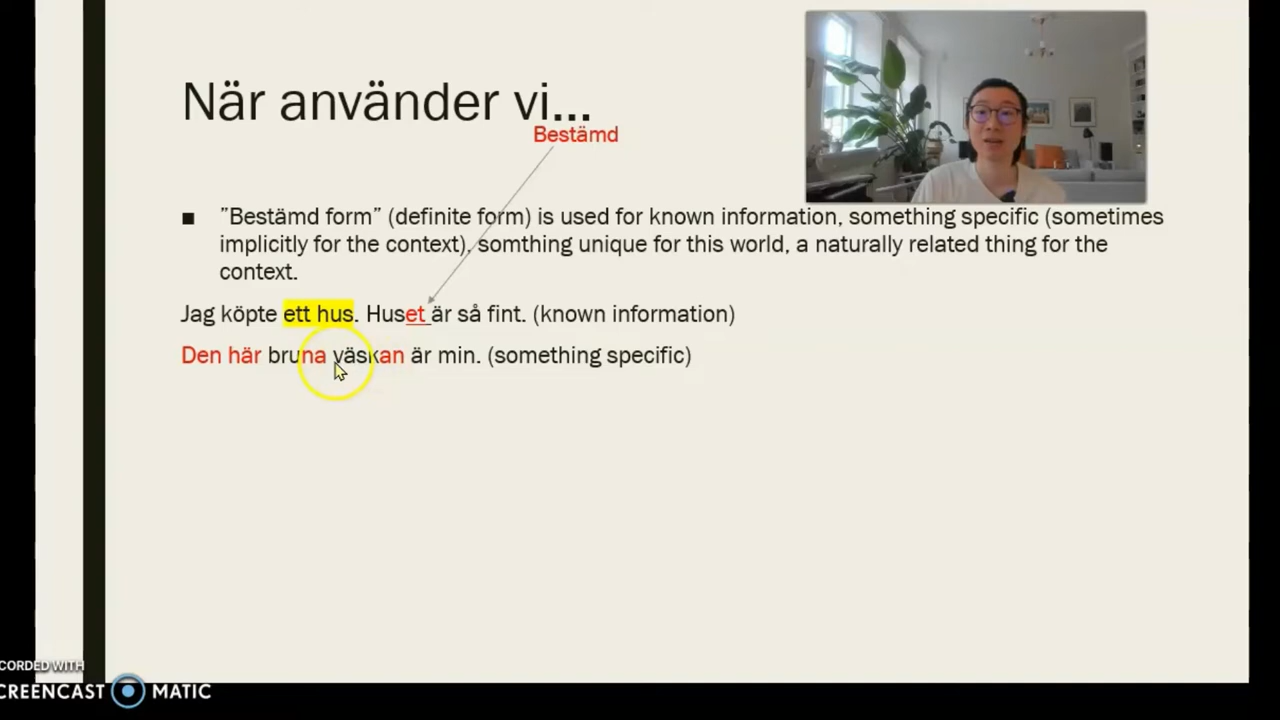 När använder vi...
Bestämd
■ ”Bestämd form” (definite form) is used for known information, something specific (sometimes
implicitly for the context), somthing unique for this world, a naturally related thing for the
context.
Jag köpte ett hus. Huset är så fint. (known information)
Den här bruna väskan är min. (something specific)
CORDED WITH
CREENCAST MATIC